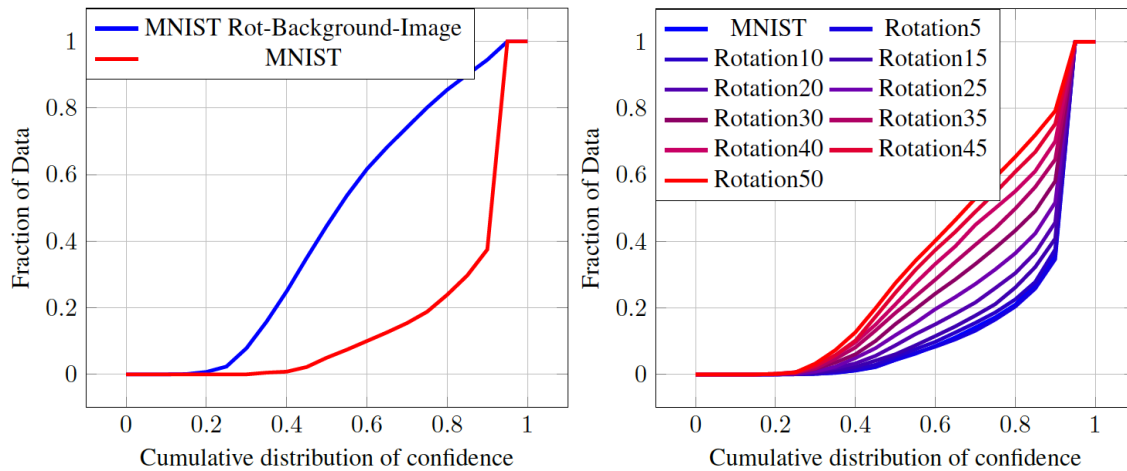 MNIST Rot-Background-Image
MNIST
1
0.8
0.6
0.4
0.2
0
Fraction of Data
0 0.2 0.4 0.6 0.8 1
Cumulative distribution of confidence
MNIST Rotation5
Rotation10 Rotation15
Rotation20 Rotation25
Rotation30 Rotation35
Rotation40 Rotation45
Rotation50
1
0.8
0.6
0.4
0.2
0
Fraction of Data
0 0.2 0.4 0.6 0.8 1
Cumulative distribution of confidence